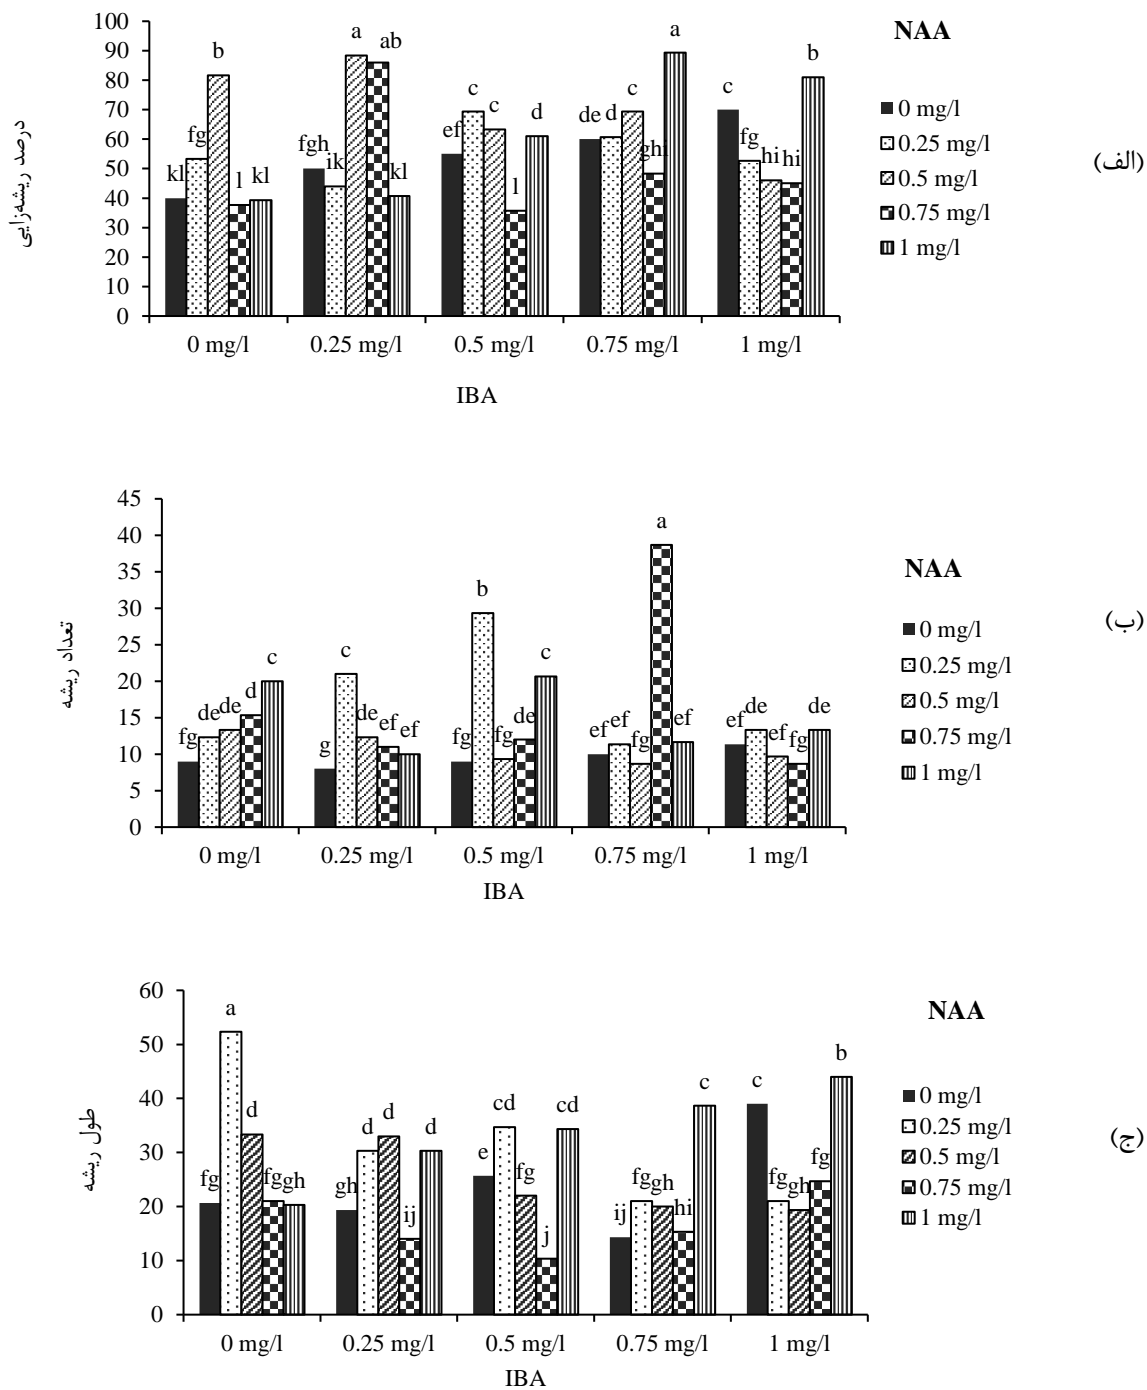 (الف)
درصد ریشه‌زایی
100
90
80
70
60
50
40
30
20
10
0
kl fg b l kl
fgh ik a ab kl
ef c c l d
de d c ghi a
c fg hi hi b
0 mg/l 0.25 mg/l 0.5 mg/l 0.75 mg/l 1 mg/l
IBA
NAA
0 mg/l
0.25 mg/l
0.5 mg/l
0.75 mg/l
1 mg/l
(ب)
تعداد ریشه
45
40
35
30
25
20
15
10
5
0
fg de de d c
g c de ef ef
fg b fg de c
ef ef fg a ef
ef de ef fg de
0 mg/l 0.25 mg/l 0.5 mg/l 0.75 mg/l 1 mg/l
IBA
NAA
0 mg/l
0.25 mg/l
0.5 mg/l
0.75 mg/l
1 mg/l
(ج)
طول ریشه
60
50
40
30
20
10
0
fg a d fg gh
gh d d ij d
e cd fg j cd
ij fg gh hi c
c fg gh fg b
0 mg/l 0.25 mg/l 0.5 mg/l 0.75 mg/l 1 mg/l
IBA
NAA
0 mg/l
0.25 mg/l
0.5 mg/l
0.75 mg/l
1 mg/l